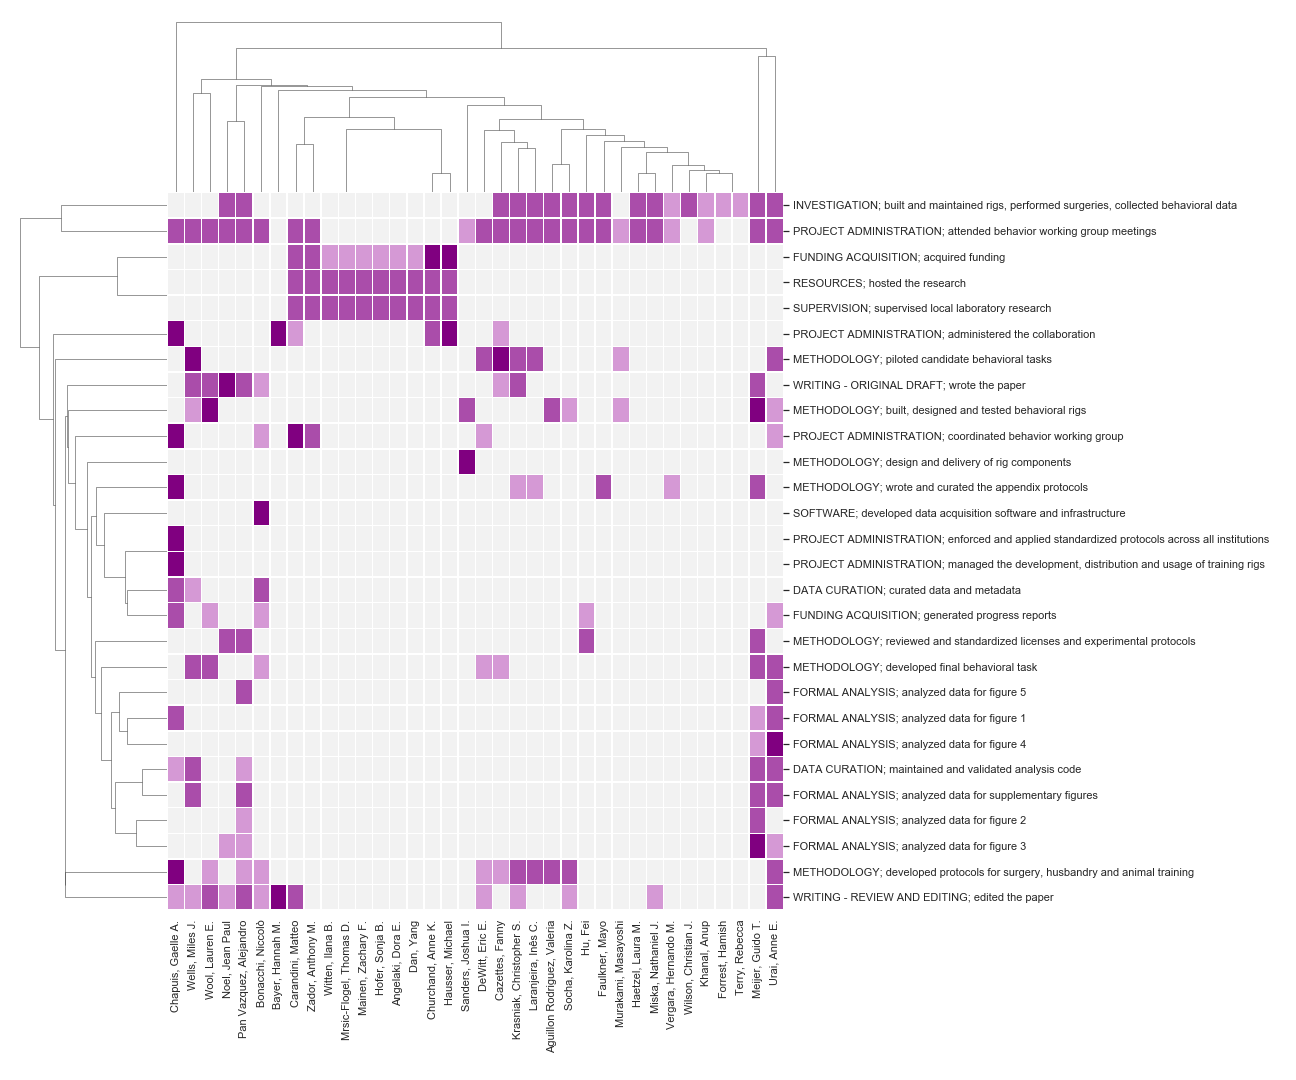 INVESTIGATION; built and maintained rigs, performed surgeries, collected behavioral data
PROJECT ADMINISTRATION; attended behavior working group meetings
FUNDING ACQUISITION; acquired funding
RESOURCES; hosted the research
SUPERVISION; supervised local laboratory research
PROJECT ADMINISTRATION; administered the collaboration
METHODOLOGY; piloted candidate behavioral tasks
WRITING - ORIGINAL DRAFT; wrote the paper
METHODOLOGY; built, designed and tested behavioral rigs
PROJECT ADMINISTRATION; coordinated behavior working group
METHODOLOGY; design and delivery of rig components
METHODOLOGY; wrote and curated the appendix protocols
SOFTWARE; developed data acquisition software and infrastructure
PROJECT ADMINISTRATION; enforced and applied standardized protocols across all institutions
PROJECT ADMINISTRATION; managed the development, distribution and usage of training rigs
DATA CURATION; curated data and metadata
FUNDING ACQUISITION; generated progress reports
METHODOLOGY; reviewed and standardized licenses and experimental protocols
METHODOLOGY; developed final behavioral task
FORMAL ANALYSIS; analyzed data for figure 5
FORMAL ANALYSIS; analyzed data for figure 1
FORMAL ANALYSIS; analyzed data for figure 4
DATA CURATION; maintained and validated analysis code
FORMAL ANALYSIS; analyzed data for supplementary figures
FORMAL ANALYSIS; analyzed data for figure 2
FORMAL ANALYSIS; analyzed data for figure 3
METHODOLOGY; developed protocols for surgery, husbandry and animal training
WRITING - REVIEW AND EDITING; edited the paper
Chapuis, Gaelle A.
Wells, Miles J.
Wool, Lauren E.
Noel, Jean Paul
Pan Vazquez, Alejandro
Bonacchi, Niccolò
Bayer, Hannah M.
Carandini, Matteo
Zador, Anthony M.
Witten, Ilana B.
Mrsic-Flogel, Thomas D.
Mainen, Zachary F.
Hofer, Sonja B.
Angelaki, Dora E.
Dan, Yang
Churchand, Anne K.
Hausser, Michael
Sanders, Joshua I.
DeWitt, Eric E.
Cazettes, Fanny
Krasniak, Christopher S.
Laranjeira, Inês C.
Aguillon Rodriguez, Valeria
Socha, Karolina Z.
Hu, Fei
Faulkner, Mayo
Murakami, Masayoshi
Haetzel, Laura M.
Miska, Nathaniel J.
Vergara, Hernando M.
Wilson, Christian J.
Khanal, Anup
Forrest, Hamish
Terry, Rebecca
Meijer, Guido T.
Urai, Anne E.